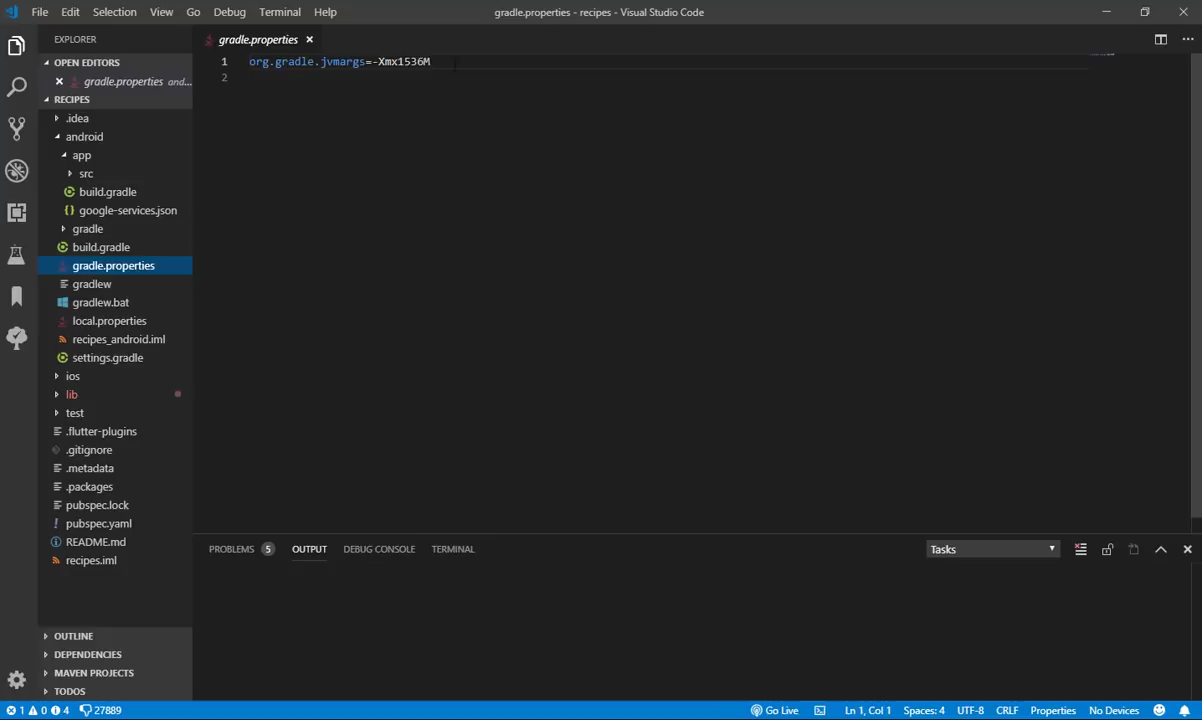 File Edit Selection View Go Debug Terminal Help gradle.properties - recipes - Visual Studio Code
EXPLORER
OPEN EDITORS
gradle.properties and...
RECIPES
.idea
android
app
src
build.gradle
google-services.json
gradle
build.gradle
gradle.properties
gradlew
gradlew.bat
local.properties
recipes_android.iml
settings.gradle
ios
lib
test
.flutter-plugins
.gitignore
.metadata
.packages
pubspec.lock
pubspec.yaml
README.md
recipes.iml
OUTLINE
DEPENDENCIES
MAVEN PROJECTS
TODOS
gradle.properties
1 org.gradle.jvmargs=-Xmx1536M
2
PROBLEMS 5 OUTPUT DEBUG CONSOLE TERMINAL Tasks
1 0 4 27889 Go Live Ln 1, Col 1 Spaces: 4 UTF-8 CRLF Properties No Devices